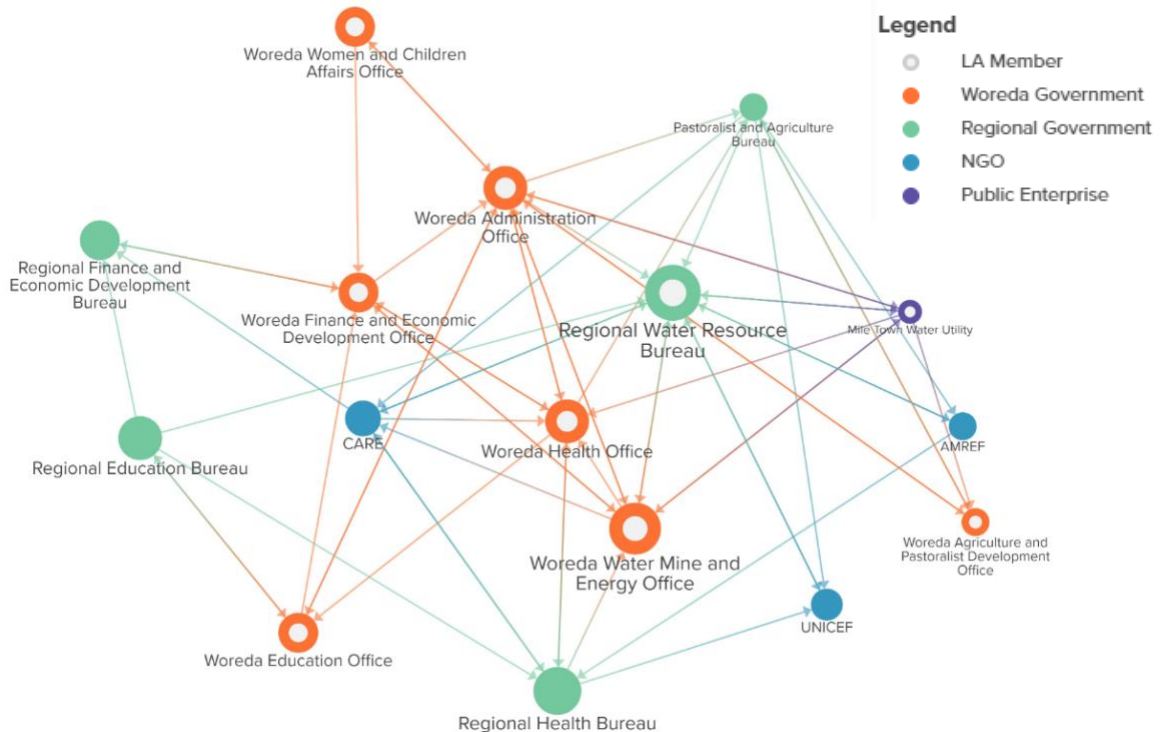 Legend
LA Member
Woreda Government
Regional Government
NGO
Public Enterprise
Woreda Women and Children
Affairs Office
Pastoralist and Agriculture
Bureau
Woreda Administration
Office
Regional Finance and
Economic Development
Bureau
Woreda Finance and Economic
Development Office
Regional Water Resource
Bureau
Mile Town Water Utility
CARE
Woreda Health Office
AMREF
Regional Education Bureau
Woreda Water Mine and
Energy Office
Woreda Agriculture and
Pastoralist Development
Office
UNICEF
Woreda Education Office
Regional Health Bureau